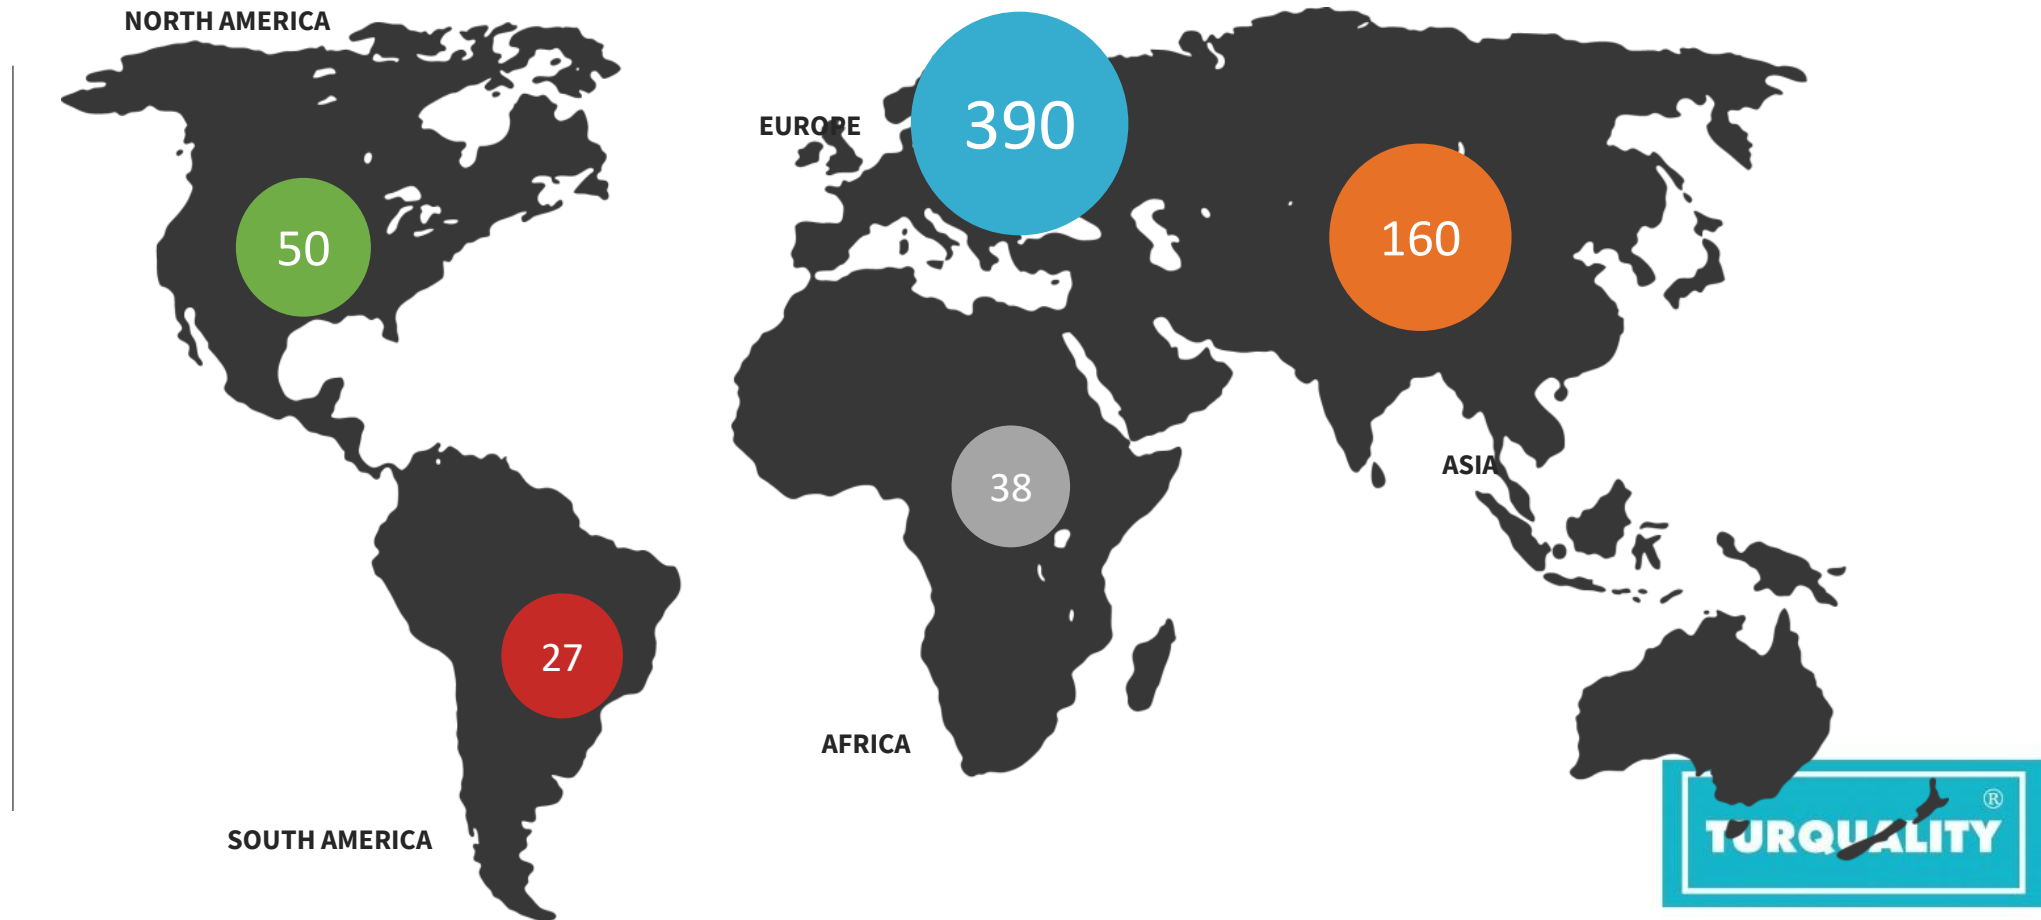 NORTH AMERICA
390
EUROPE
50
160
ASIA
38
27
AFRICA
SOUTH AMERICA
®
TURQUALITY